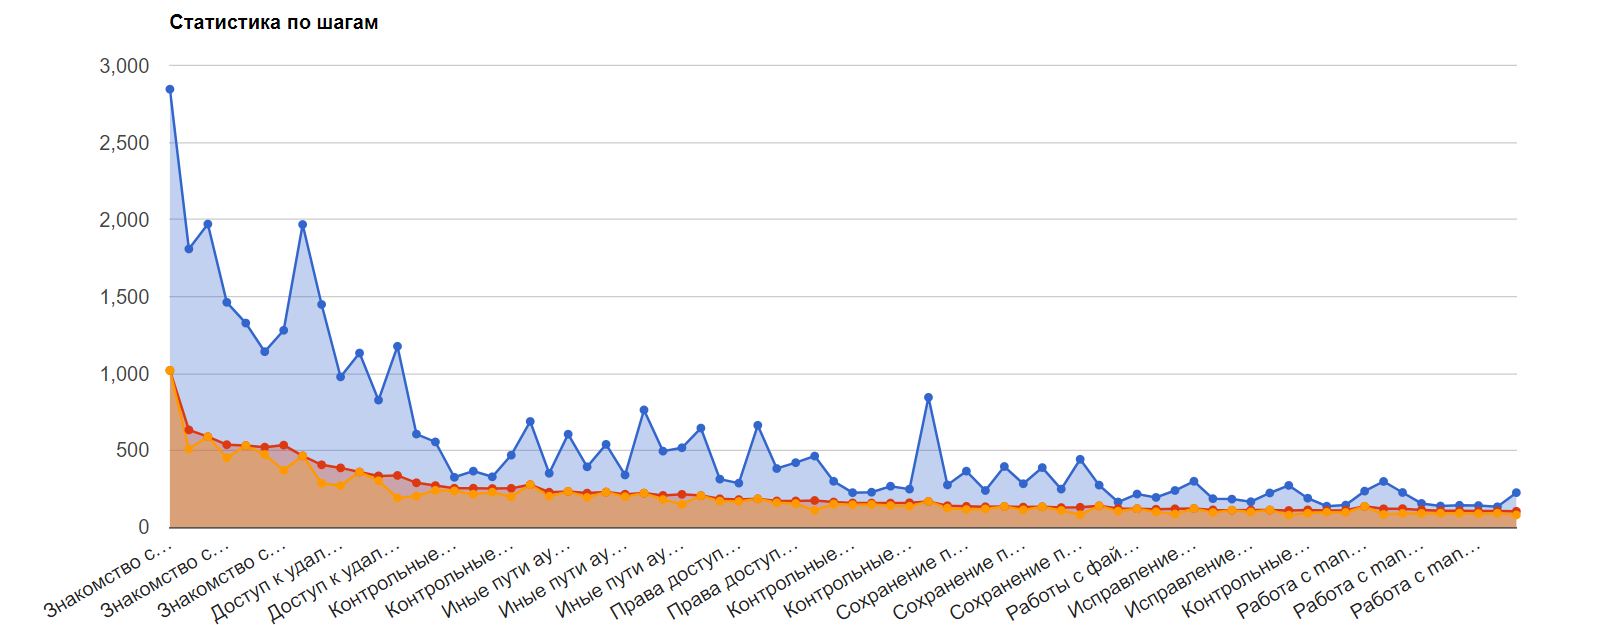 Статистика по шагам
3,000
2,500
2,000
1,500
1,000
500
0
Знакомство с…
Знакомство с…
Знакомство с…
Доступ к удал…
Доступ к удал…
Контрольные…
Контрольные…
Иные пути ау…
Иные пути ау…
Иные пути ау…
Права доступ…
Права доступ…
Контрольные…
Контрольные…
Сохранение п…
Сохранение п…
Сохранение п…
Работы с фай…
Исправление…
Исправление…
Контрольные…
Работа с man…
Работа с man…
Работа с man…